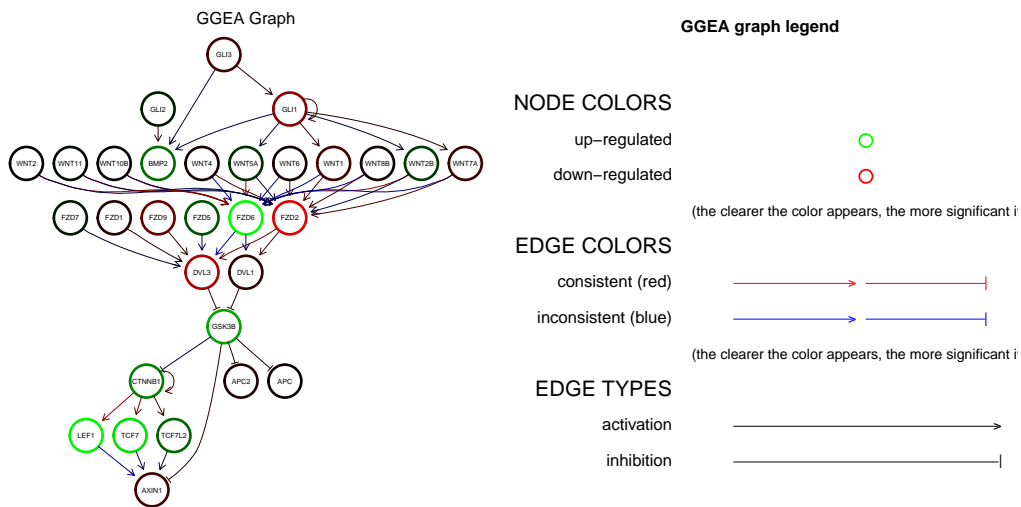 GGEA Graph
GLI3
GLI2
GLI1
WNT2
WNT11
WNT10B
BMP2
WNT4
WNT5A
WNT6
WNT1
WNT8B
WNT2B
WNT7A
FZD7
FZD1
FZD9
FZD5
FZD6
FZD2
DVL3
DVL1
GSK3B
CTNNB1
APC2
APC
LEF1
TCF7
TCF7L2
AXIN1
GGEA graph legend
NODE COLORS
up−regulated
down−regulated
(the clearer the color appears, the more significant i
EDGE COLORS
consistent (red)
inconsistent (blue)
(the clearer the color appears, the more significant i
EDGE TYPES
activation
inhibition